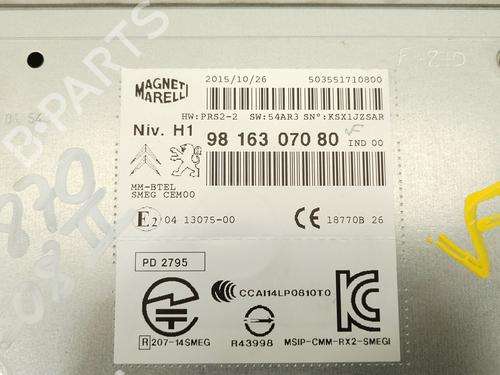 MAGNETI
MARELLI
2015/10/26
503551710800
HW:PRS2-2 SW:54AR3 SN°:KSX1JZSAR
Niv. H1
98 163 070 80
IND 00
MM-BTEL
SMEG CEM00
E2 04 13075-00
CE 18770B 26
PD 2795
CCAI14LP0810T0
R 207-14SMEG
R43998
MSIP-CMM-RX2-SMEGI
870